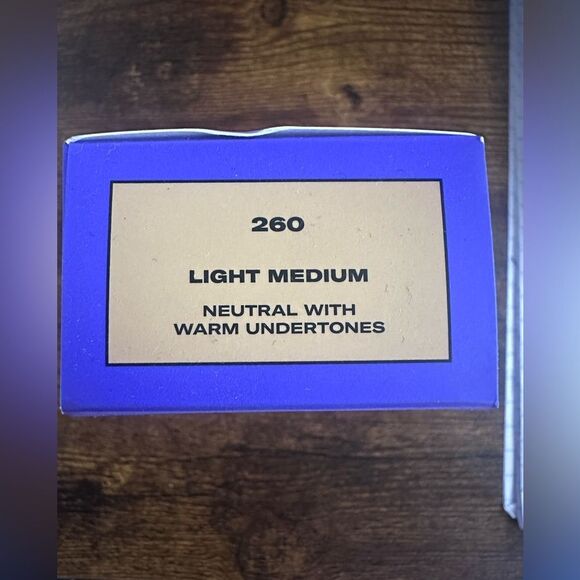 260
LIGHT MEDIUM
NEUTRAL WITH
WARM UNDERTONES